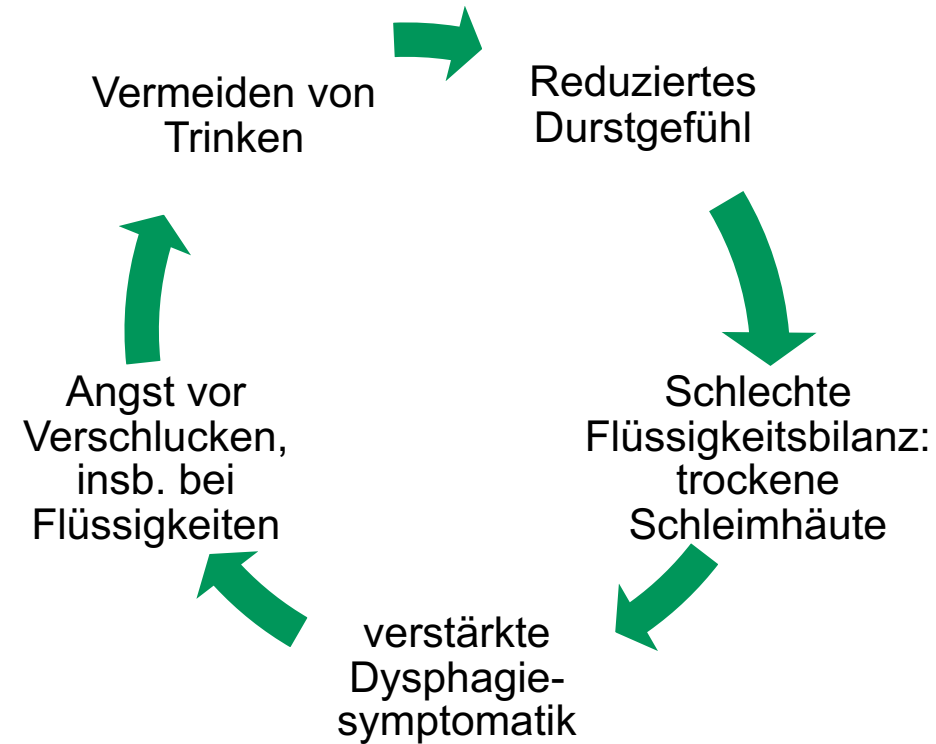 Vermeiden von
Trinken
Reduziertes
Durstgefühl
Schlechte
Flüssigkeitsbilanz:
trockene
Schleimhäute
verstärkte
Dysphagie-
symptomatik
Angst vor
Verschlucken,
insb. bei
Flüssigkeiten